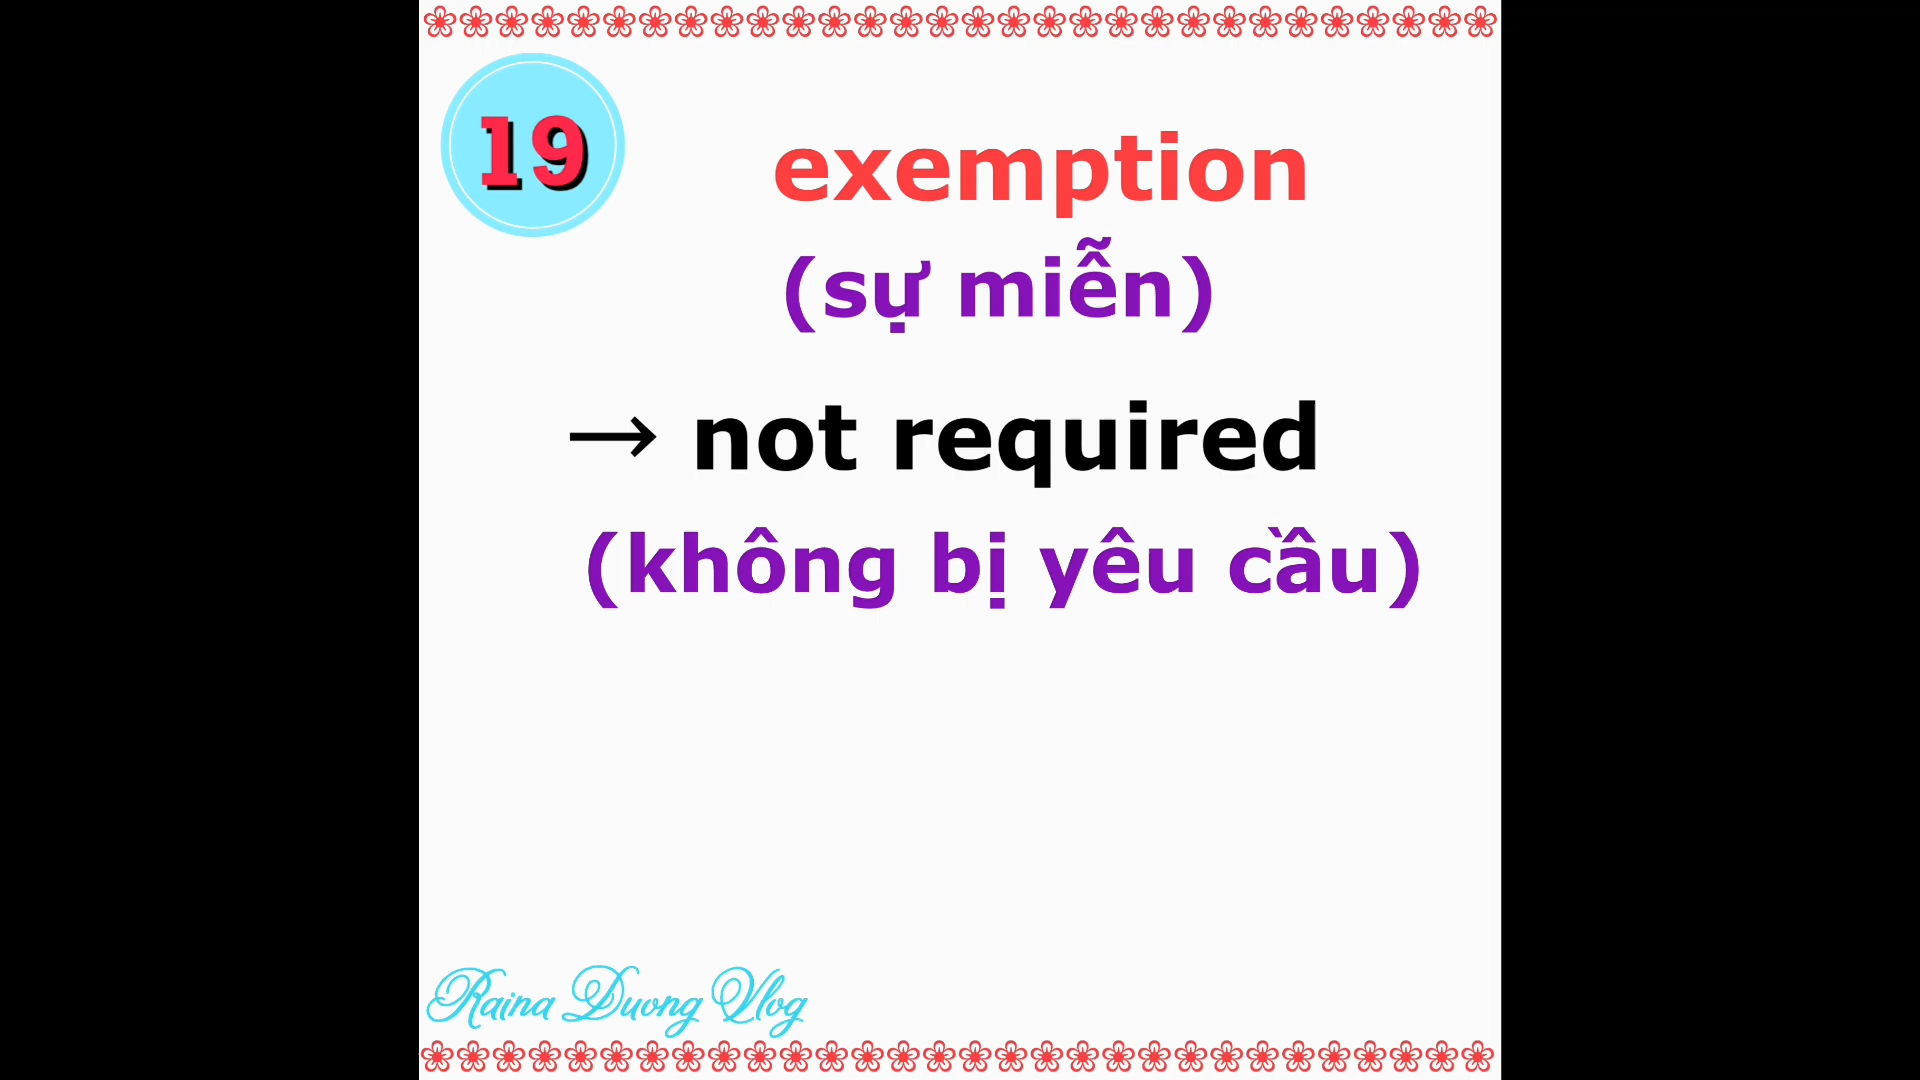 19
exemption
(sự miễn)
→ not required
(không bị yêu cầu)
Raina Duong Vlog